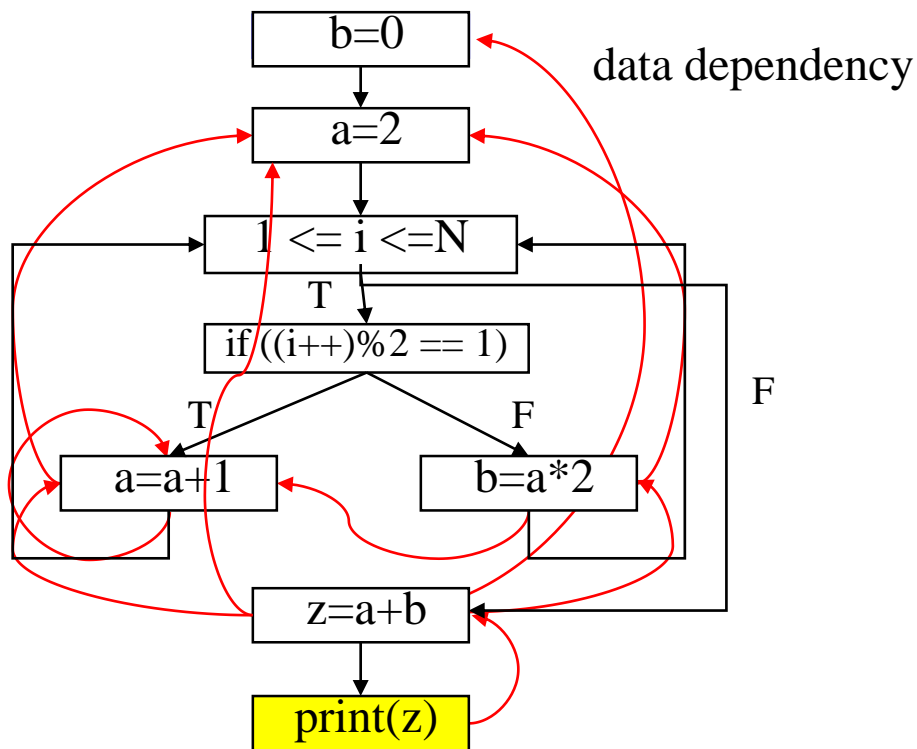 b=0
data dependency
a=2
1 <= i <=N
T
if ((i++)%2 == 1)
F
T
F
a=a+1
b=a*2
z=a+b
print(z)